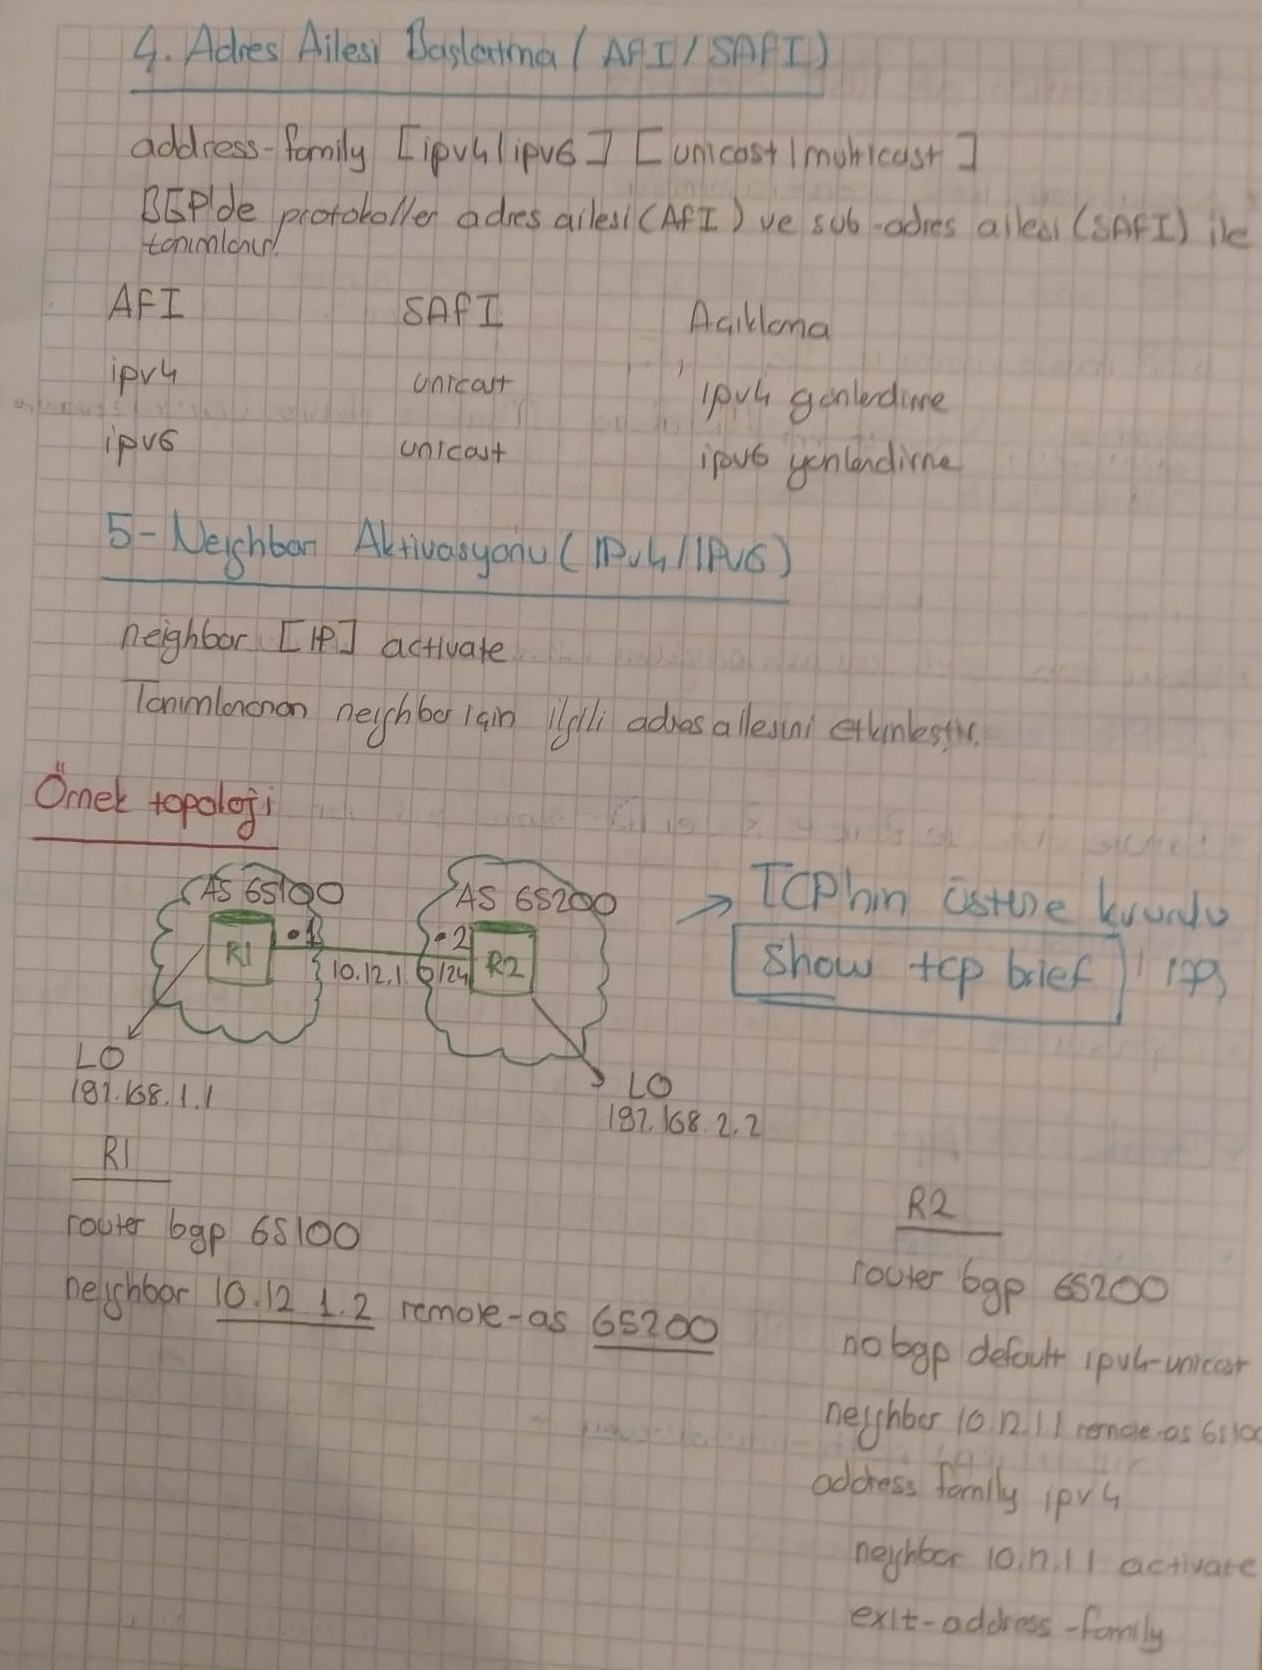 4. Adres Ailesi Başlatma (AFI/SAFI)
address-family [ipv4|ipv6] [unicast|multicast]
BGP'de protokoller adres ailesi (AFI) ve sub-adres ailesi (SAFI) ile
tanımlanır!
AFI SAFI Açıklama
ipv4 unicast ipv4 yönlendirme
ipv6 unicast ipv6 yönlendirme
5- Neighbor Aktivasyonu (IPv4/IPv6)
neighbor [IP] activate
Tanımlanan neighbor için ilgili adres ailesini etkinleştir.
Örnek topoloji
AS 65100 AS 65200
R1 .1 10.12.1.0/24 .2 R2
→ TCP'nin üstüne kurulu
show tcp brief
L0
192.168.1.1
L0
192.168.2.2
R1
router bgp 65100
neighbor 10.12.1.2 remote-as 65200
R2
router bgp 65200
no bgp default ipv4-unicast
neighbor 10.12.1.1 remote-as 65100
address family ipv4
neighbor 10.12.1.1 activate
exit-address-family